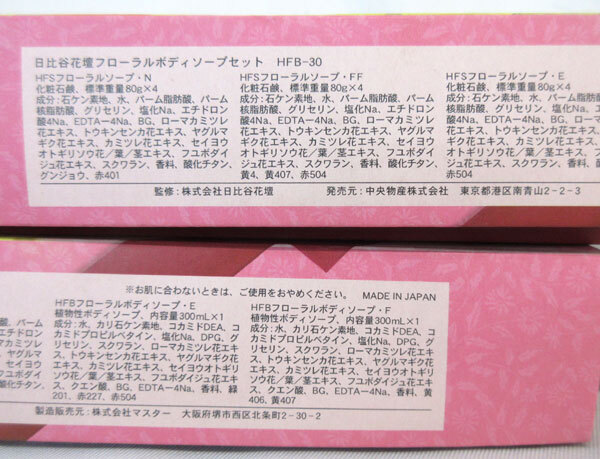 日比谷花壇フローラルボディソープセット HFB-30
HFSフローラルソープ・N
化粧石鹸、標準重量80g×4
成分：石ケン素地、水、パーム脂肪酸、パーム
核脂肪酸、グリセリン、塩化Na、エチドロン
酸4Na、EDTA−4Na、BG、ローマカミツレ
花エキス、トウキンセンカ花エキス、ヤグルマ
ギク花エキス、カミツレ花エキス、セイヨウ
オトギリソウ花／葉／茎エキス、フユボダイ
ジュ花エキス、スクワラン、香料、酸化チタン、
グンジョウ、赤401
HFSフローラルソープ・FF
化粧石鹸、標準重量80g×4
成分：石ケン素地、水、パーム脂肪酸、パーム
核脂肪酸、グリセリン、塩化Na、エチドロン
酸4Na、EDTA−4Na、BG、ローマカミツレ
花エキス、トウキンセンカ花エキス、ヤグルマ
ギク花エキス、カミツレ花エキス、セイヨウ
オトギリソウ花／葉／茎エキス、フユボダイ
ジュ花エキス、スクワラン、香料、酸化チタン、
黄4、黄407、赤504
HFSフローラルソープ・E
化粧石鹸、標準重量80g×4
成分：石ケン素地、水、パーム脂肪酸、
核脂肪酸、グリセリン、塩化Na、エチ
酸4Na、EDTA−4Na、BG、ローマカ
花エキス、トウキンセンカ花エキス、ヤ
ギク花エキス、カミツレ花エキス、セ
オトギリソウ花／葉／茎エキス、フユ
ジュ花エキス、スクワラン、香料、酸化
赤504
監修：株式会社日比谷花壇 発売元：中央物産株式会社 東京都港区南青山2−2−3
※お肌に合わないときは、ご使用をおやめください。 MADE IN JAPAN
酸、パーム
エチドロン
カミツレ
ヤグルマ
セイヨウ
フユボダイ
酸化チタン、
HFBフローラルボディソープ・E
植物性ボディソープ、内容量300mL×1
成分：水、カリ石ケン素地、コカミドDEA、コ
カミドプロピルベタイン、塩化Na、DPG、グリ
セリン、スクワラン、ローマカミツレ花エキス、
トウキンセンカ花エキス、ヤグルマギク花エキ
ス、カミツレ花エキス、セイヨウオトギリソウ
花／葉／茎エキス、フユボダイジュ花エキ
ス、クエン酸、BG、EDTA−4Na、香料、緑
201、赤227、赤504
HFBフローラルボディソープ・F
植物性ボディソープ、内容量300mL×1
成分：水、カリ石ケン素地、コカミドDEA、コ
カミドプロピルベタイン、塩化Na、DPG、グリ
セリン、スクワラン、ローマカミツレ花エキス、
トウキンセンカ花エキス、ヤグルマギク花エキ
ス、カミツレ花エキス、セイヨウオトギリソウ
花／葉／茎エキス、フユボダイジュ花エキ
ス、クエン酸、BG、EDTA−4Na、香料、黄
406、黄407
製造販売元：株式会社マスター 大阪府堺市西区北条町2−30−2